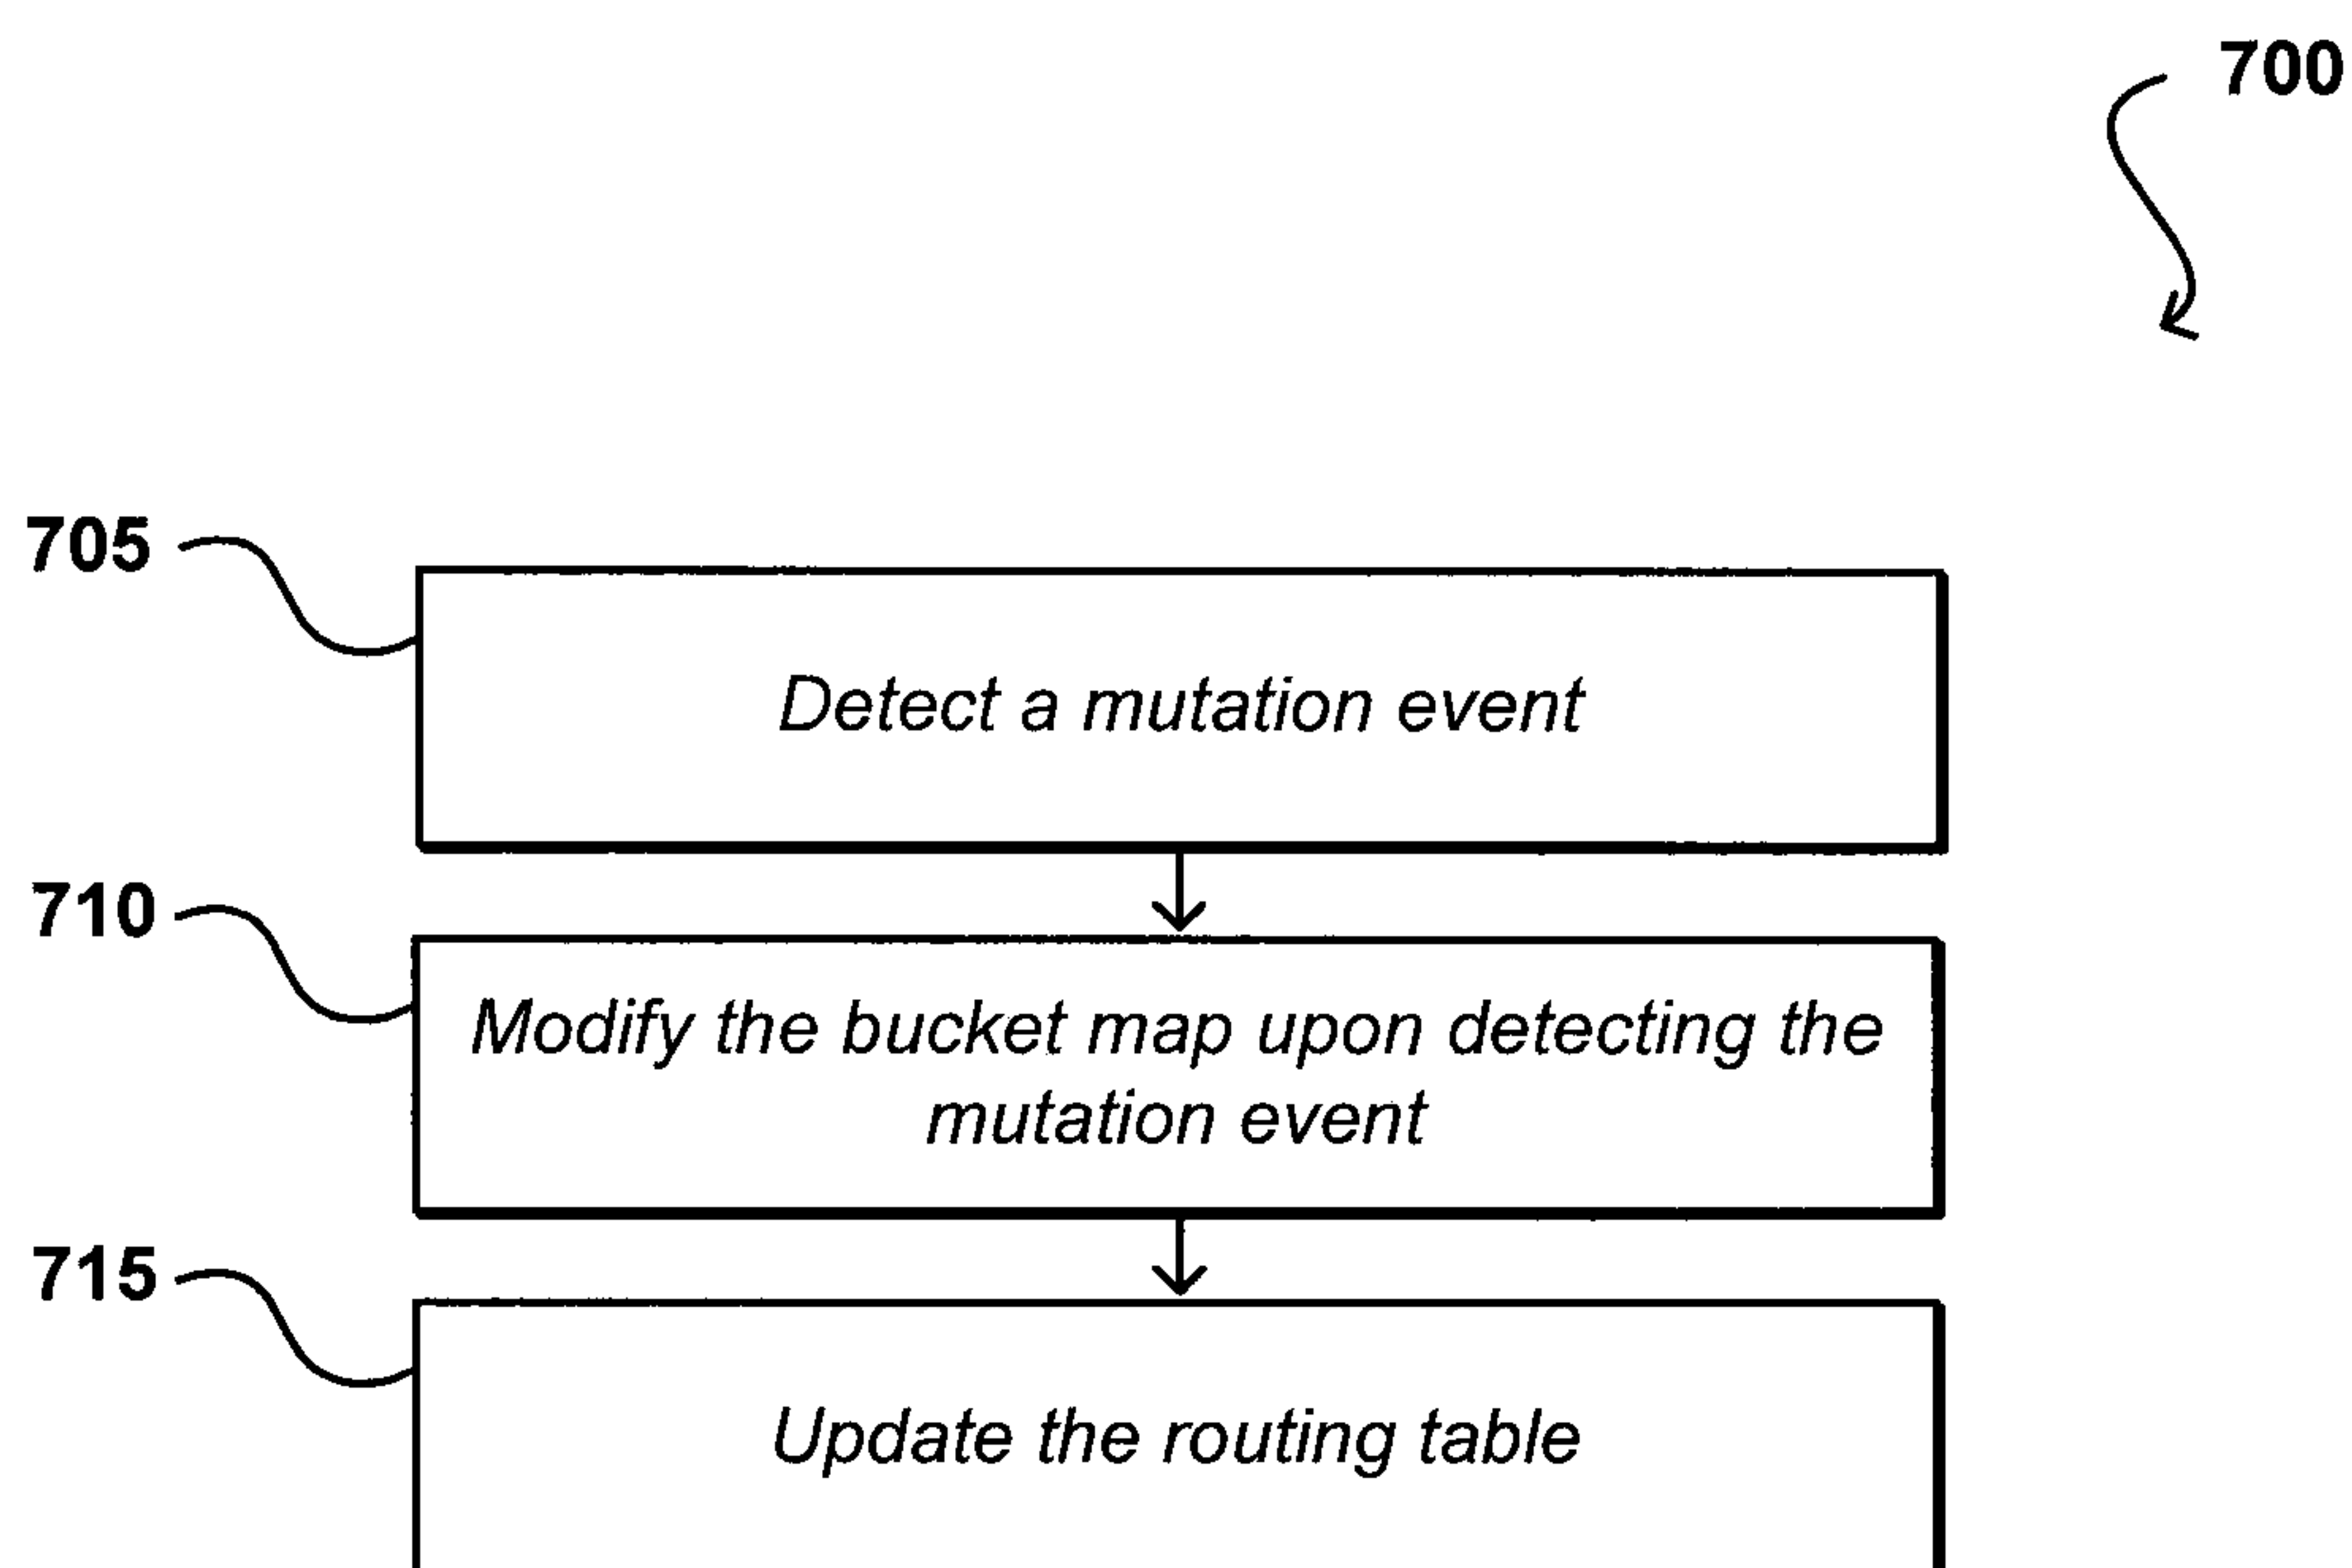 700
705
Detect a mutation event
710
Modify the bucket map upon detecting the
mutation event
715
Update the routing table